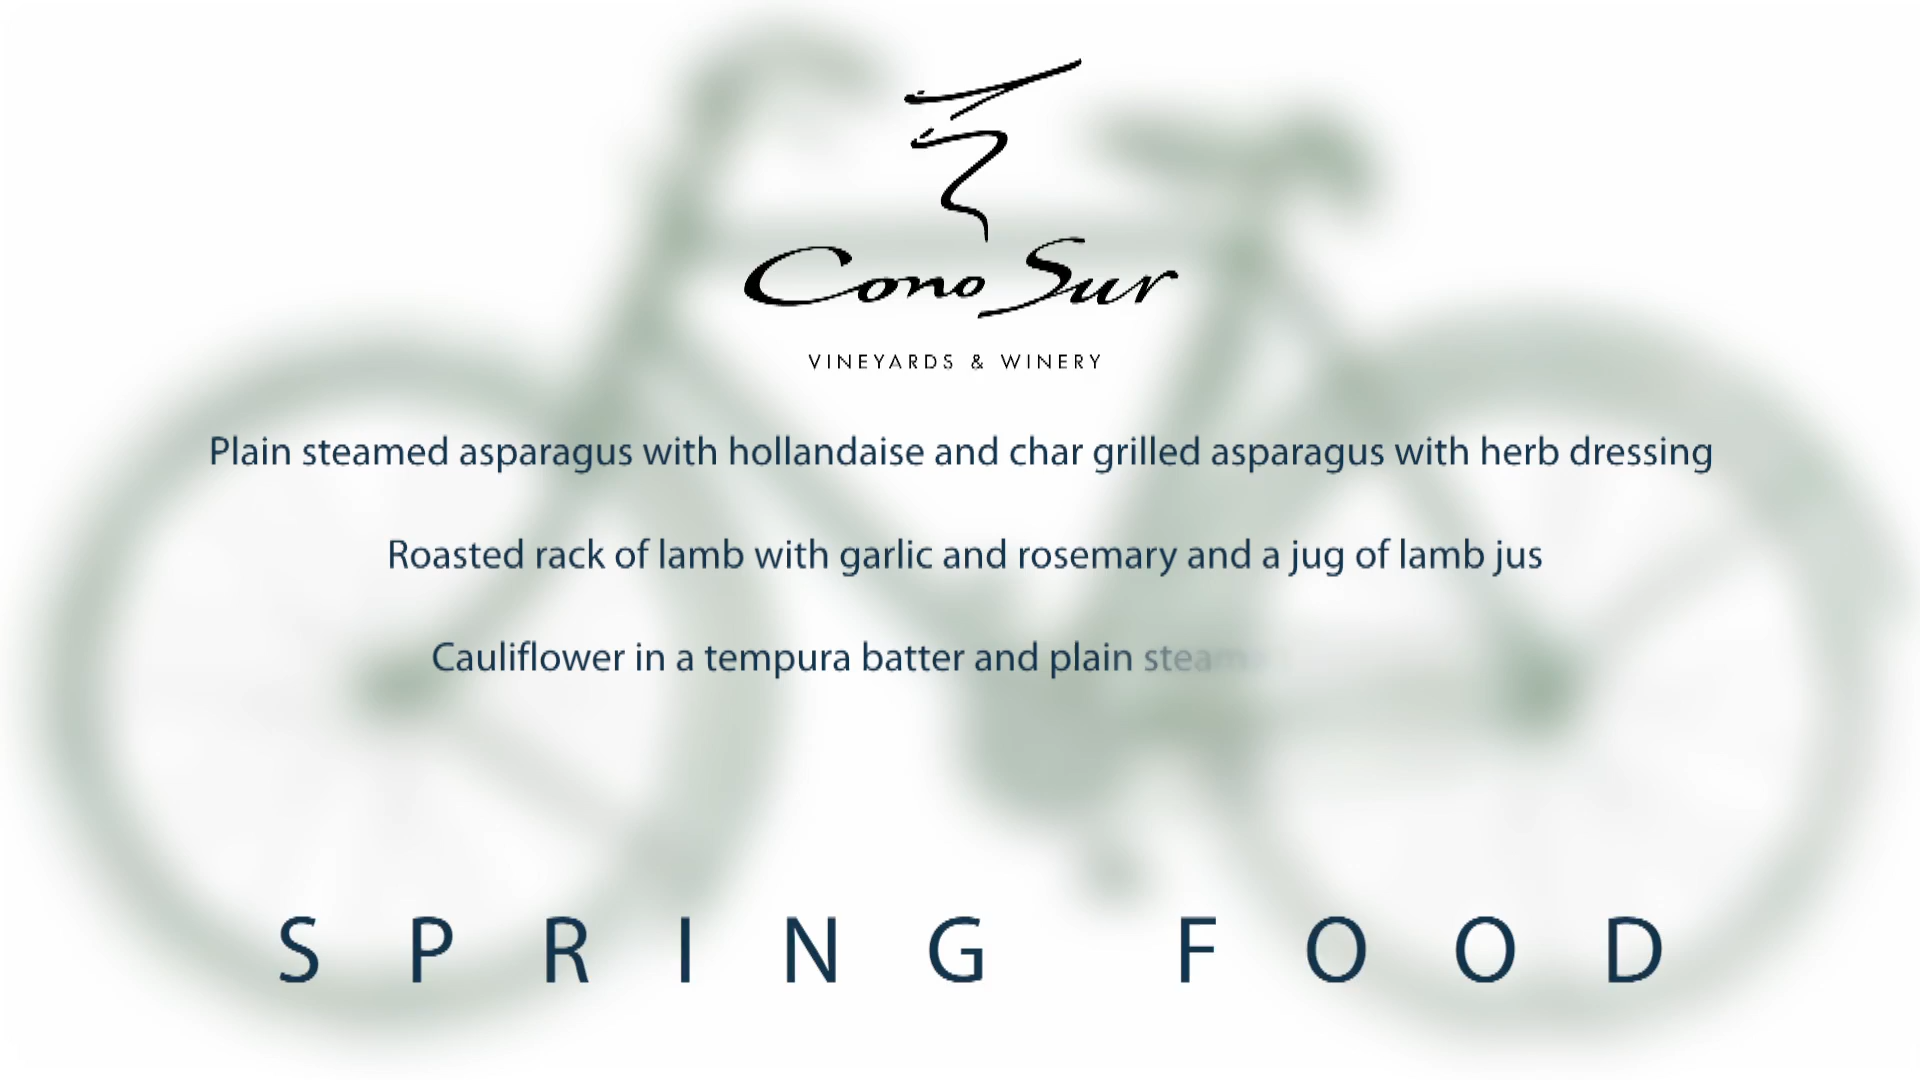 Cono Sur
VINEYARDS & WINERY
Plain steamed asparagus with hollandaise and char grilled asparagus with herb dressing
Roasted rack of lamb with garlic and rosemary and a jug of lamb jus
Cauliflower in a tempura batter and plain
SPRING FOOD